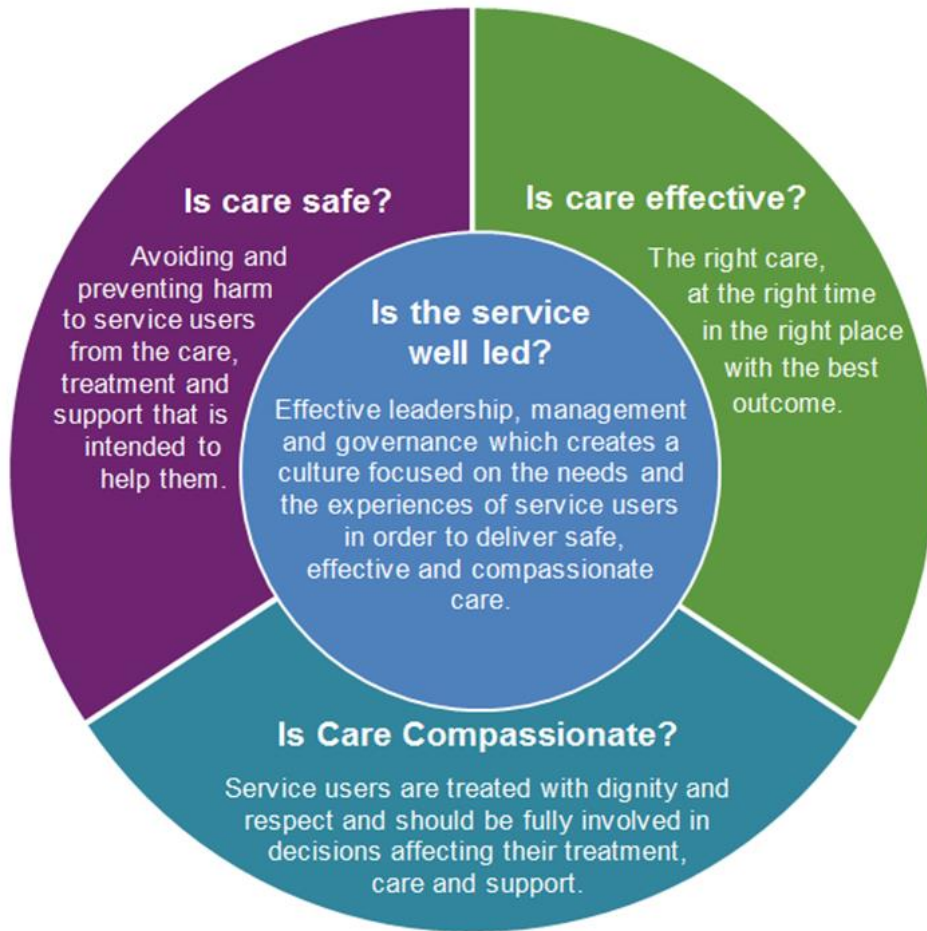 Is care safe?
Avoiding and
preventing harm
to service users
from the care,
treatment and
support that is
intended to
help them.
Is care effective?
The right care,
at the right time
in the right place
with the best
outcome.
Is the service
well led?
Effective leadership, management
and governance which creates a
culture focused on the needs and
the experiences of service users
in order to deliver safe,
effective and compassionate
care.
Is Care Compassionate?
Service users are treated with dignity and
respect and should be fully involved in
decisions affecting their treatment,
care and support.